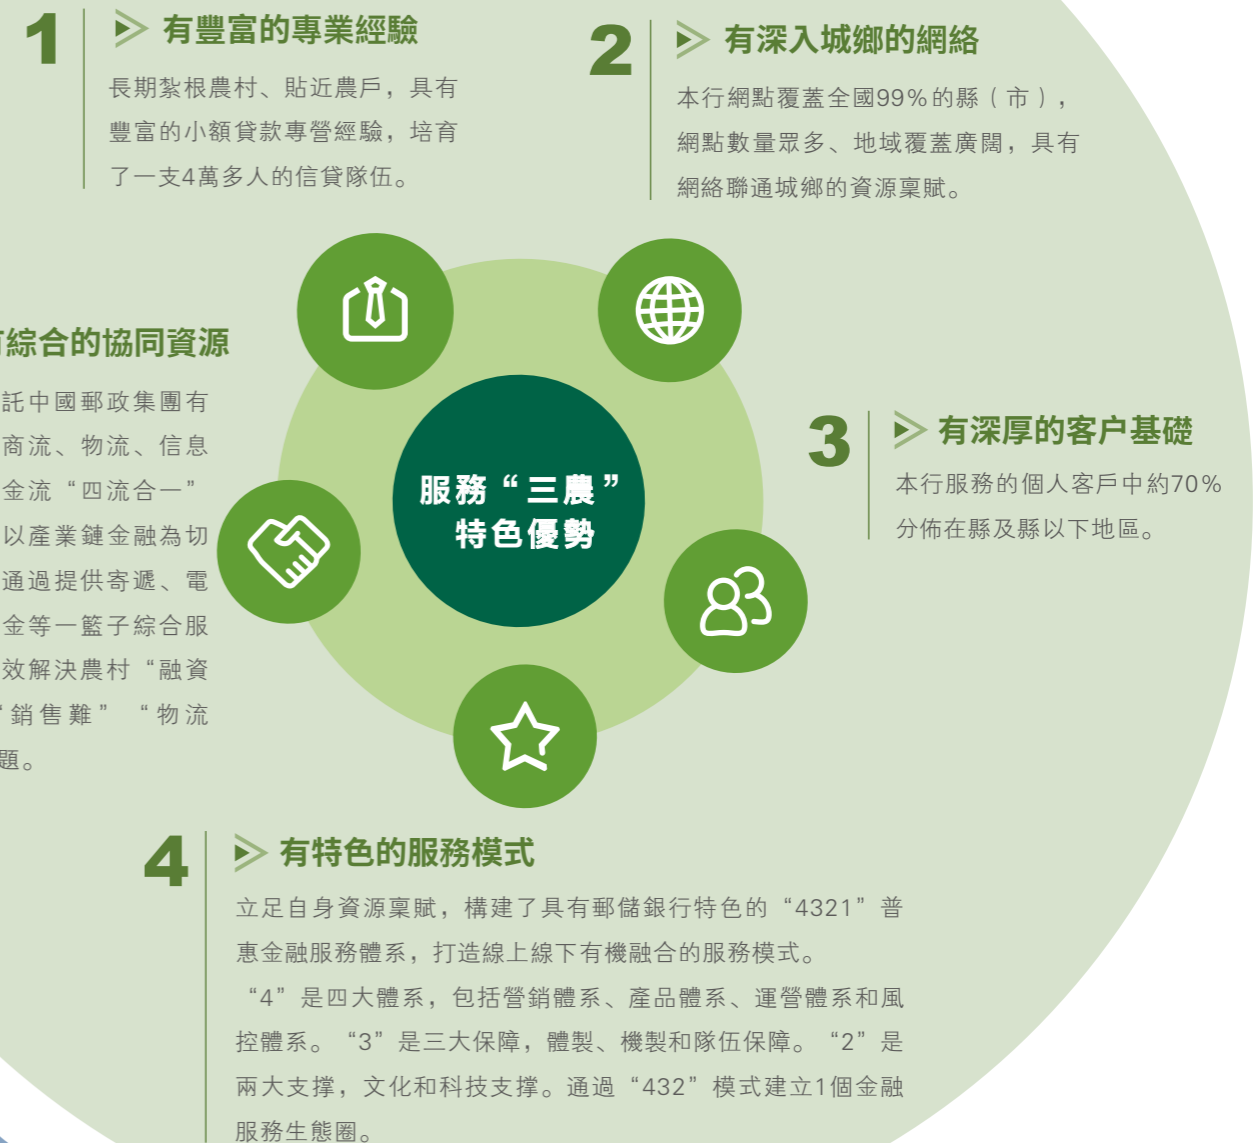 1
有豐富的專業經驗
長期紮根農村、貼近農戶，具有
豐富的小額貸款專營經驗，培育
了一支4萬多人的信貸隊伍。
2
有深入城鄉的網絡
本行網點覆蓋全國99%的縣（市），
網點數量眾多、地域覆蓋廣闊，具有
網絡聯通城鄉的資源稟賦。
3
有深厚的客户基礎
本行服務的個人客戶中約70%
分佈在縣及縣以下地區。
4
有特色的服務模式
立足自身資源稟賦，構建了具有郵儲銀行特色的“4321”普
惠金融服務體系，打造線上線下有機融合的服務模式。
“4”是四大體系，包括營銷體系、產品體系、運營體系和風
控體系。“3”是三大保障，體製、機製和隊伍保障。“2”是
兩大支撐，文化和科技支撐。通過“432”模式建立1個金融
服務生態圈。
綜合的協同資源
託中國郵政集團有
商流、物流、信息
金流“四流合一”
以產業鏈金融為切
通過提供寄遞、電
金等一籃子綜合服
效解決農村“融資
“銷售難”“物流
題。
服務“三農”
特色優勢